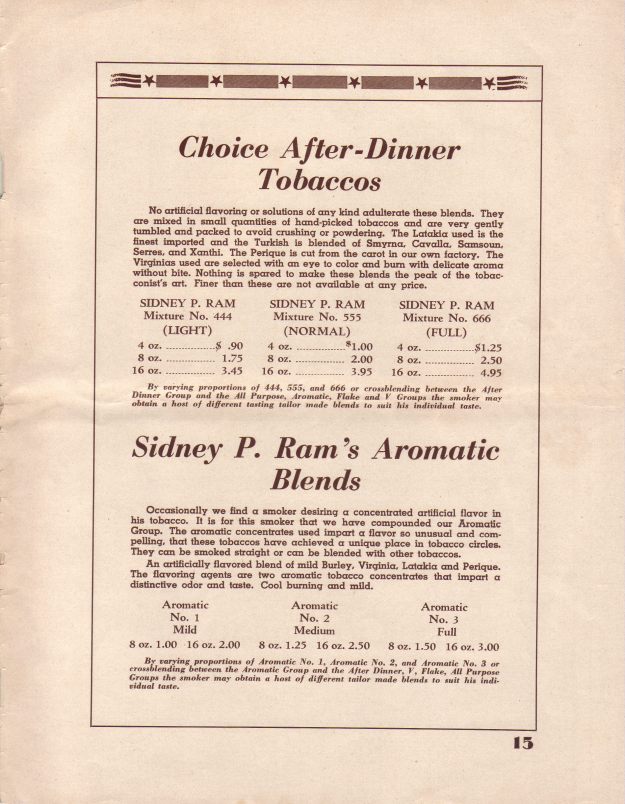 Choice After-Dinner
Tobaccos
No artificial flavoring or solutions of any kind adulterate these blends. They
are mixed in small quantities of hand-picked tobaccos and are very gently
tumbled and packed to avoid crushing or powdering. The Latakia used is the
finest imported and the Turkish is blended of Smyrna, Cavalla, Samsoun,
Serres, and Xanthi. The Perique is cut from the carot in our own factory. The
Virginias used are selected with an eye to color and burn with delicate aroma
without bite. Nothing is spared to make these blends the peak of the tobac-
conist's art. Finer than these are not available at any price.
SIDNEY P. RAM SIDNEY P. RAM SIDNEY P. RAM
Mixture No. 444 Mixture No. 555 Mixture No. 666
(LIGHT) (NORMAL) (FULL)
4 oz. ................$ .90 4 oz. ................$1.00 4 oz. ................$1.25
8 oz. ................ 1.75 8 oz. ................ 2.00 8 oz. ................ 2.50
16 oz. ................ 3.45 16 oz. ................ 3.95 16 oz. ................ 4.95
By varying proportions of 444, 555, and 666 or crossblending between the After
Dinner Group and the All Purpose, Aromatic, Flake and V Groups the smoker may
obtain a host of different tasting tailor made blends to suit his individual taste.
Sidney P. Ram's Aromatic
Blends
Occasionally we find a smoker desiring a concentrated artificial flavor in
his tobacco. It is for this smoker that we have compounded our Aromatic
Group. The aromatic concentrates used impart a flavor so unusual and com-
pelling, that these tobaccos have achieved a unique place in tobacco circles.
They can be smoked straight or can be blended with other tobaccos.
An artificially flavored blend of mild Burley, Virginia, Latakia and Perique.
The flavoring agents are two aromatic tobacco concentrates that impart a
distinctive odor and taste. Cool burning and mild.
Aromatic Aromatic Aromatic
No. 1 No. 2 No. 3
Mild Medium Full
8 oz. 1.00 16 oz. 2.00 8 oz. 1.25 16 oz. 2.50 8 oz. 1.50 16 oz. 3.00
By varying proportions of Aromatic No. 1, Aromatic No. 2, and Aromatic No. 3 or
crossblending between the Aromatic Group and the After Dinner, V, Flake, All Purpose
Groups the smoker may obtain a host of different tailor made blends to suit his indi-
vidual taste.
15